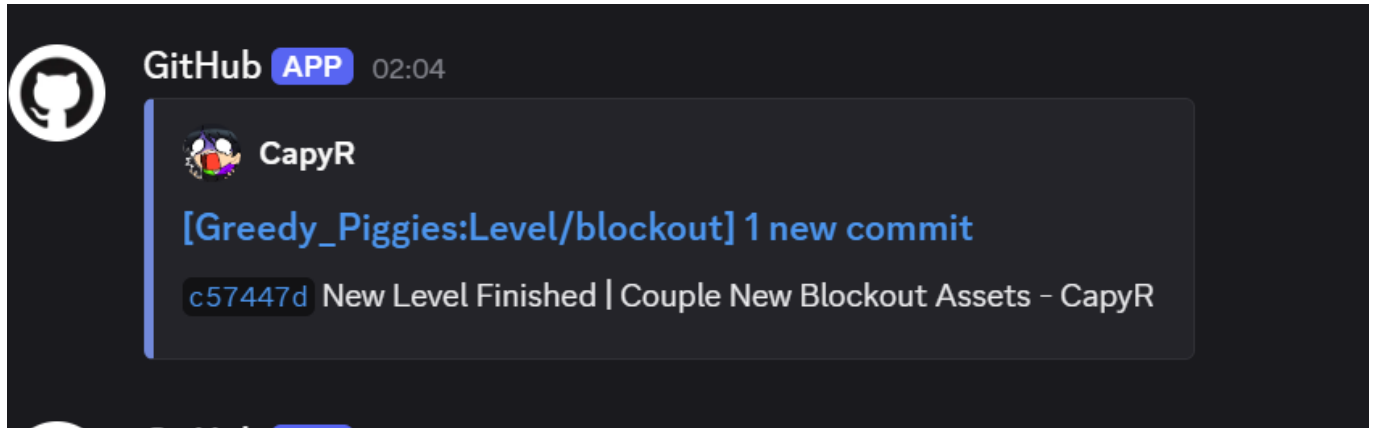 GitHub APP 02:04
CapyR
[Greedy_Piggies:Level/blockout] 1 new commit
c57447d New Level Finished | Couple New Blockout Assets - CapyR